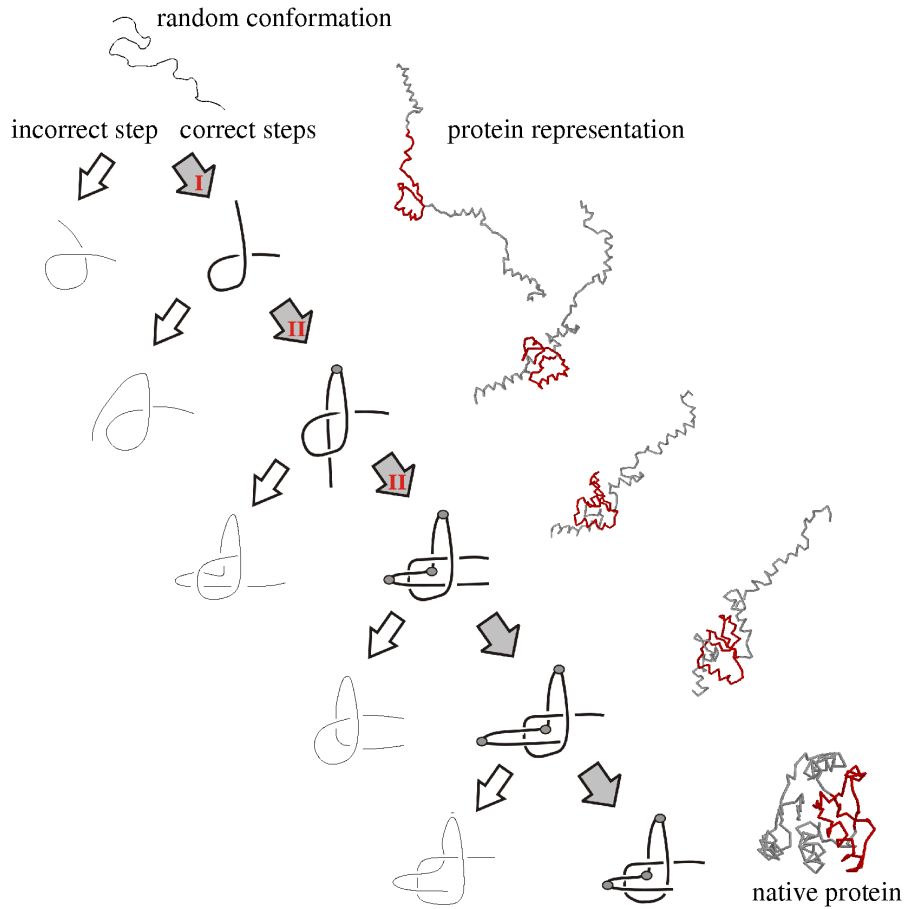 random conformation
incorrect step
correct steps
protein representation
I
II
II
native protein